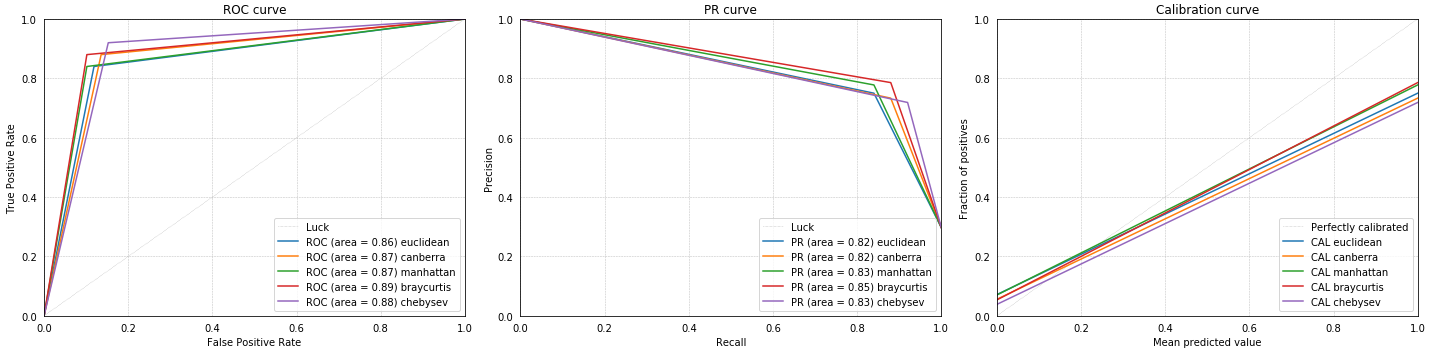 ROC curve
True Positive Rate
1.0
0.8
0.6
0.4
0.2
0.0
Luck
ROC (area = 0.86) euclidean
ROC (area = 0.87) canberra
ROC (area = 0.87) manhattan
ROC (area = 0.89) braycurtis
ROC (area = 0.88) chebysev
0.0 0.2 0.4 0.6 0.8 1.0
False Positive Rate
PR curve
Precision
1.0
0.8
0.6
0.4
0.2
0.0
Luck
PR (area = 0.82) euclidean
PR (area = 0.82) canberra
PR (area = 0.83) manhattan
PR (area = 0.85) braycurtis
PR (area = 0.83) chebysev
0.0 0.2 0.4 0.6 0.8 1.0
Recall
Calibration curve
Fraction of positives
1.0
0.8
0.6
0.4
0.2
0.0
Perfectly calibrated
CAL euclidean
CAL canberra
CAL manhattan
CAL braycurtis
CAL chebysev
0.0 0.2 0.4 0.6 0.8 1.0
Mean predicted value